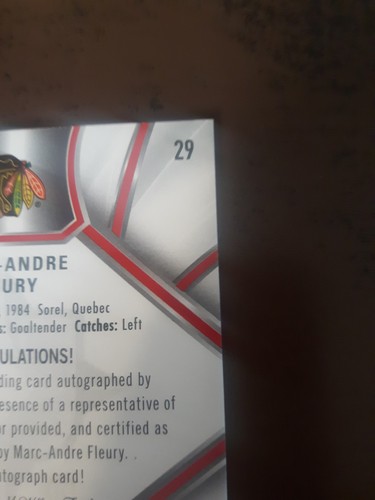 29
-ANDRE
URY
1984 Sorel, Quebec
s: Goaltender Catches: Left
ULATIONS!
ding card autographed by
esence of a representative of
or provided, and certified as
by Marc-Andre Fleury. .
utograph card!